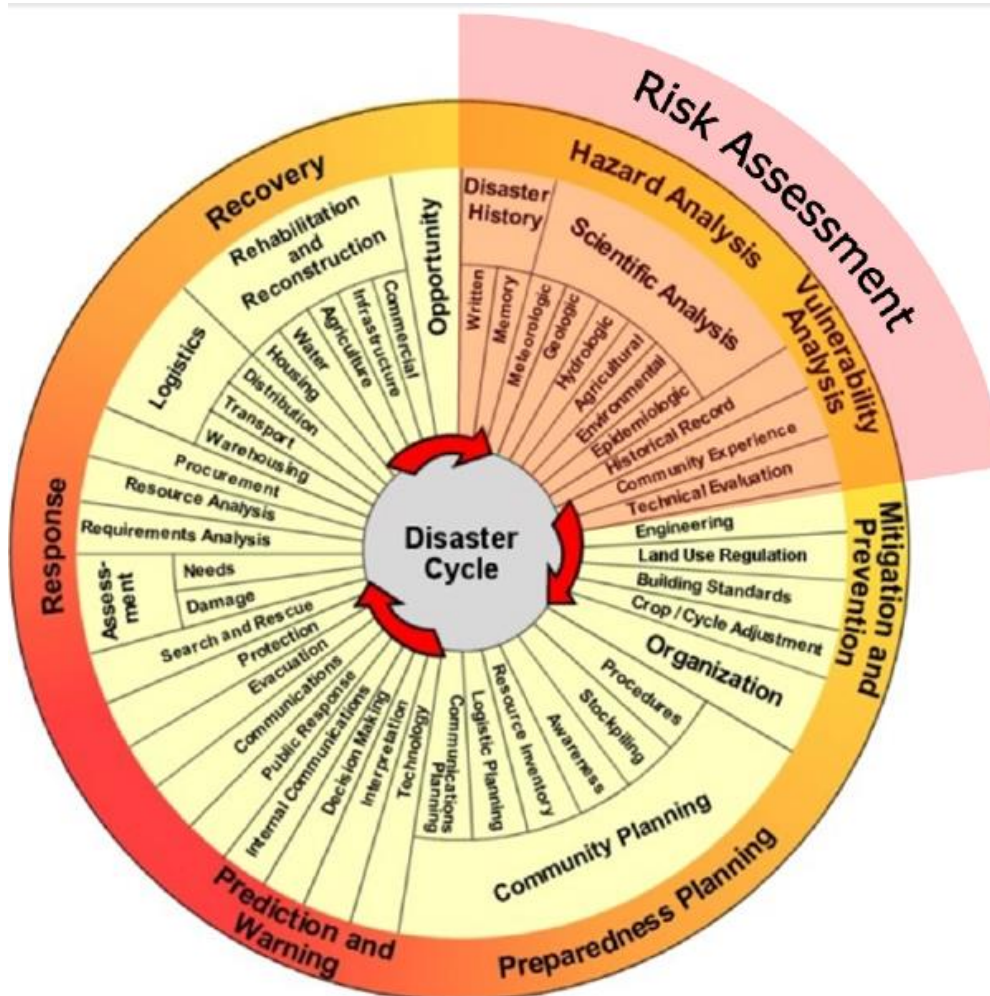 Risk Assessment
Hazard Analysis
Disaster
History
Written
Memory
Scientific Analysis
Meteorologic
Geologic
Hydrologic
Agricultural
Environmental
Epidemiologic
Vulnerability
Analysis
Historical Record
Community Experience
Technical Evaluation
Mitigation and
Prevention
Engineering
Land Use Regulation
Building Standards
Crop / Cycle Adjustment
Preparedness Planning
Organization
Community Planning
Procedures
Stockpiling
Awareness
Resource Inventory
Logistic Planning
Communications
Planning
Prediction and
Warning
Technology
Interpretation
Decision Making
Internal Communications
Public Response
Response
Communications
Evacuation
Protection
Search and Rescue
Assess-
ment
Damage
Needs
Requirements Analysis
Resource Analysis
Procurement
Logistics
Warehousing
Transport
Distribution
Recovery
Rehabilitation
and
Reconstruction
Housing
Water
Agriculture
Infrastructure
Commercial
Opportunity
Disaster
Cycle